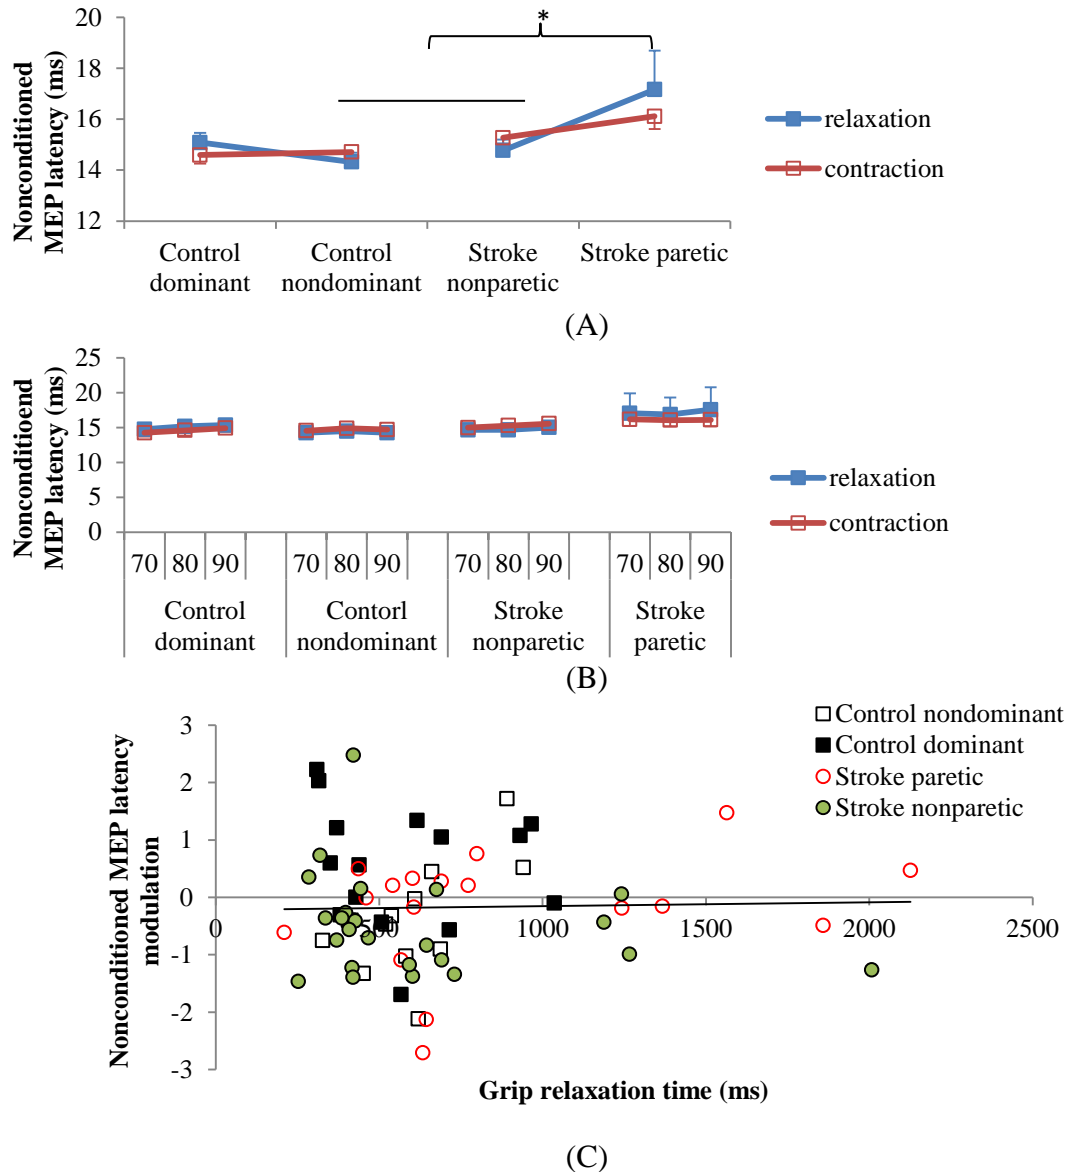 Nonconditioned
MEP latency (ms)
20
18
16
14
12
*
relaxation
contraction
Control
dominant
Control
nondominant
Stroke
nonparetic
Stroke paretic
(A)
Nonconditioend
MEP latency (ms)
25
20
15
10
5
0
relaxation
contraction
70 80 90 70 80 90 70 80 90 70 80 90
Control
dominant
Contorl
nondominant
Stroke
nonparetic
Stroke
paretic
(B)
Nonconditioned MEP latency
modulation
3
2
1
0
-1
-2
-3
Control nondominant
Control dominant
Stroke paretic
Stroke nonparetic
0 1000 1500 2000 2500
Grip relaxation time (ms)
(C)